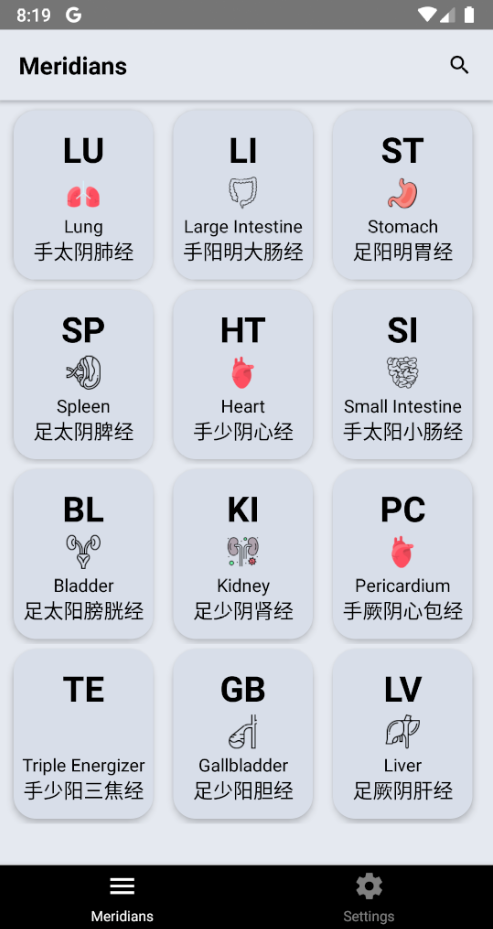 8:19 G
Meridians
LU
Lung
手太阴肺经
LI
Large Intestine
手阳明大肠经
ST
Stomach
足阳明胃经
SP
Spleen
足太阴脾经
HT
Heart
手少阴心经
SI
Small Intestine
手太阳小肠经
BL
Bladder
足太阳膀胱经
KI
Kidney
足少阴肾经
PC
Pericardium
手厥阴心包经
TE
Triple Energizer
手少阳三焦经
GB
Gallbladder
足少阳胆经
LV
Liver
足厥阴肝经
Meridians
Settings